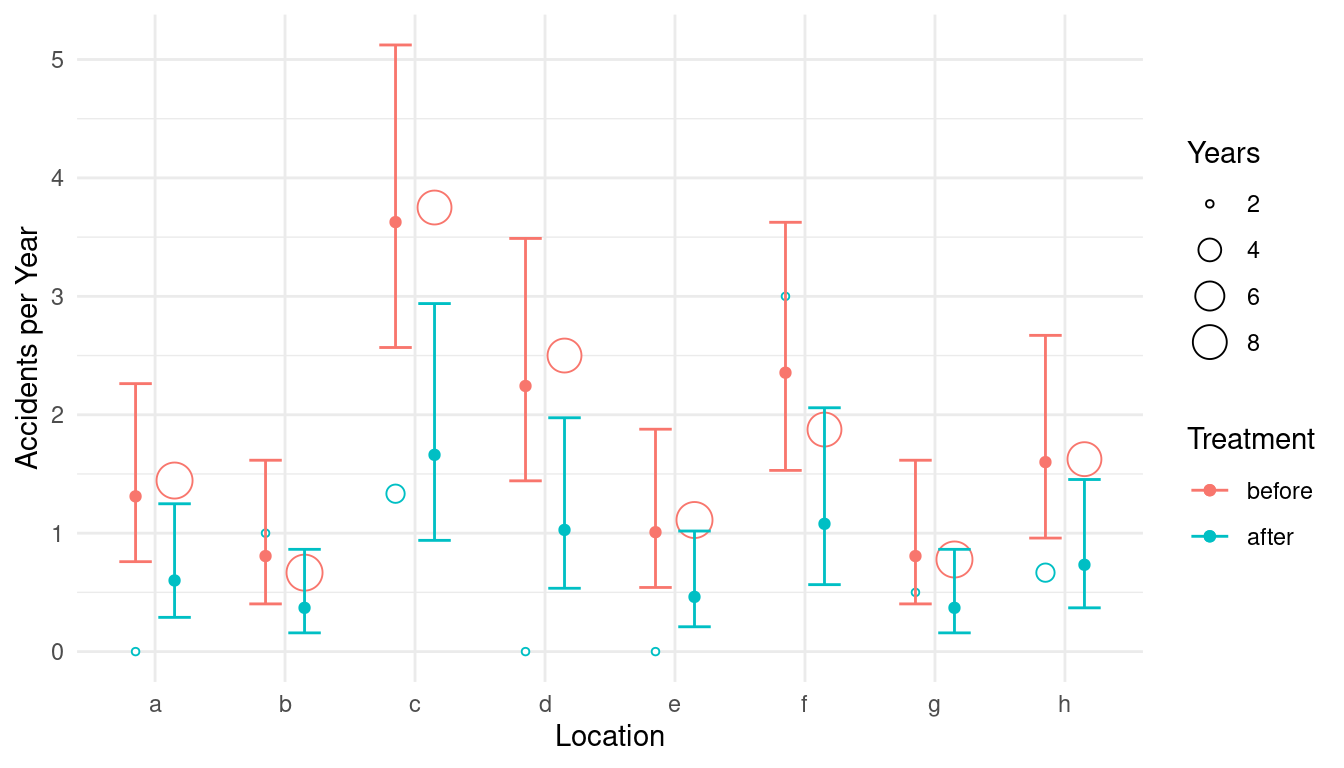 5
4
3
2
1
0
Accidents per Year
a b c d e f g h
Location
Years
2
4
6
8
Treatment
before
after